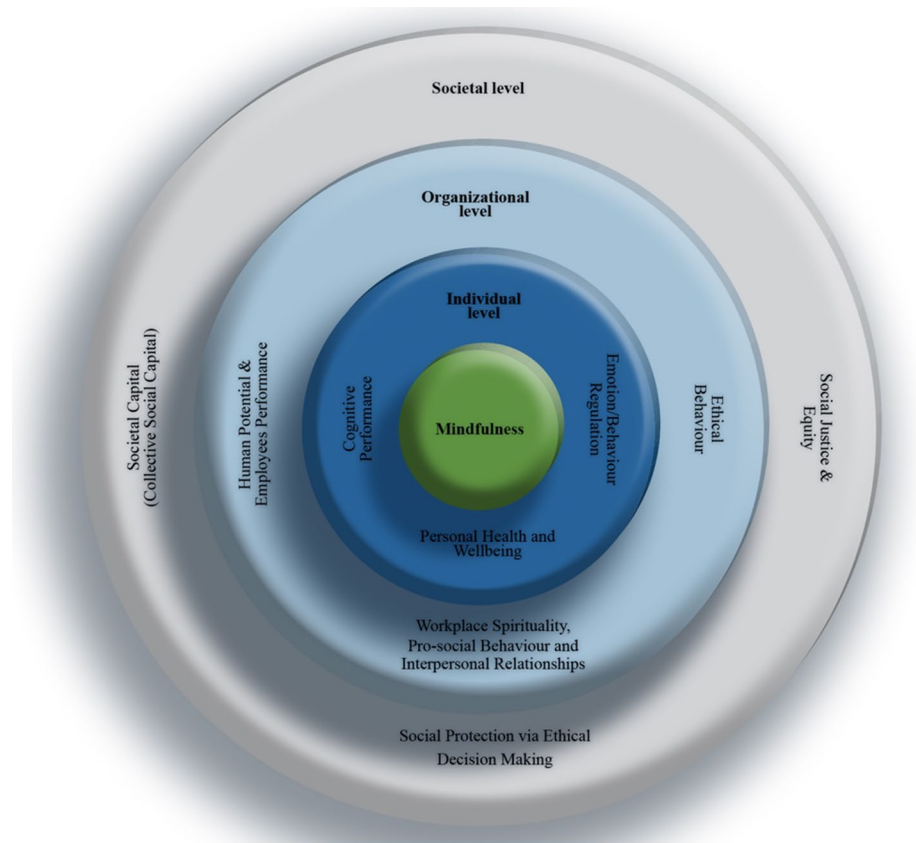 Societal level
Organizational
level
Individual
level
Mindfulness
Cognitive
Performance
Emotion/Behaviour
Regulation
Personal Health and
Wellbeing
Human Potential &
Employees Performance
Ethical
Behaviour
Workplace Spirituality,
Pro-social Behaviour and
Interpersonal Relationships
Societal Capital
(Collective Social Capital)
Social Justice &
Equity
Social Protection via Ethical
Decision Making